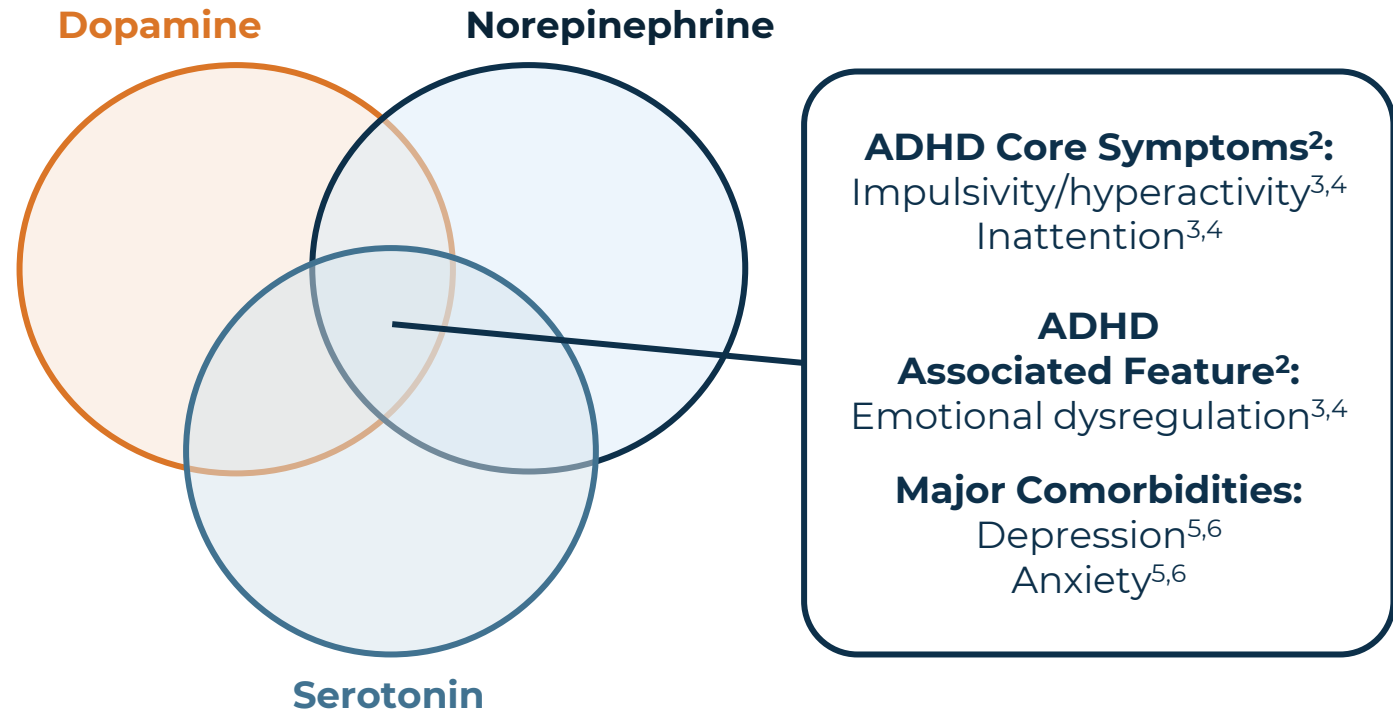 Dopamine
Norepinephrine
ADHD Core Symptoms²:
Impulsivity/hyperactivity³,⁴
Inattention³,⁴
ADHD
Associated Feature²:
Emotional dysregulation³,⁴
Major Comorbidities:
Depression⁵,⁶
Anxiety⁵,⁶
Serotonin